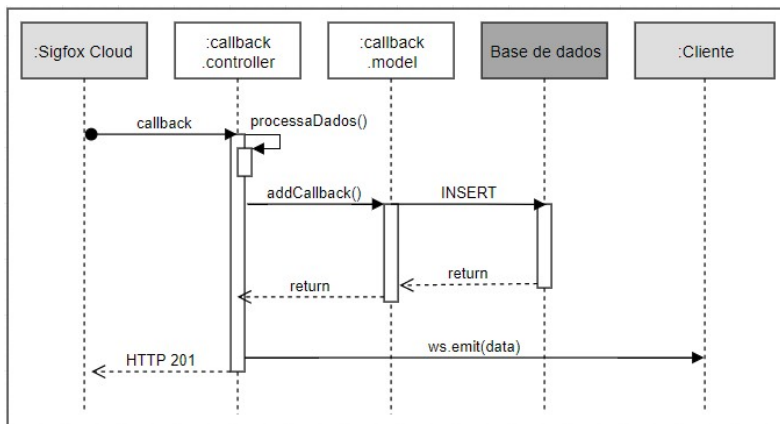 :Sigfox Cloud
:callback
.controller
:callback
.model
Base de dados
:Cliente
callback
processaDados()
addCallback()
INSERT
return
return
ws.emit(data)
HTTP 201